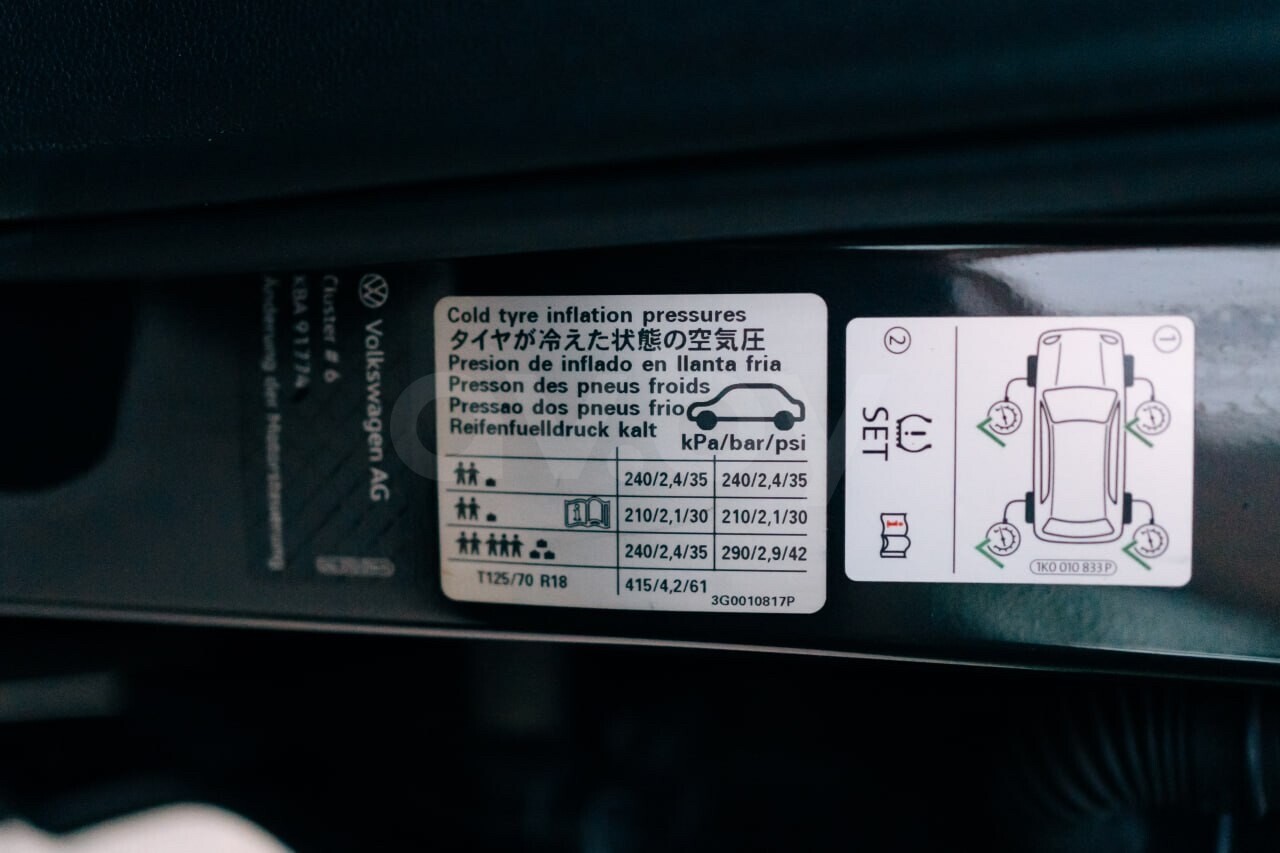 Cold tyre inflation pressures
タイヤが冷えた状態の空気圧
Presion de inflado en llanta fria
Presson des pneus froids
Pressao dos pneus frio
Reifenfuelldruck kalt
kPa/bar/psi
240/2,4/35 240/2,4/35
210/2,1/30 210/2,1/30
240/2,4/35 290/2,9/42
T125/70 R18 415/4,2/61
3G0010817P
1
1K0 010 833 P
2
SET
Volkswagen AG
Cluster # 6
KBA 91774
Änderung der Motorsteuerung